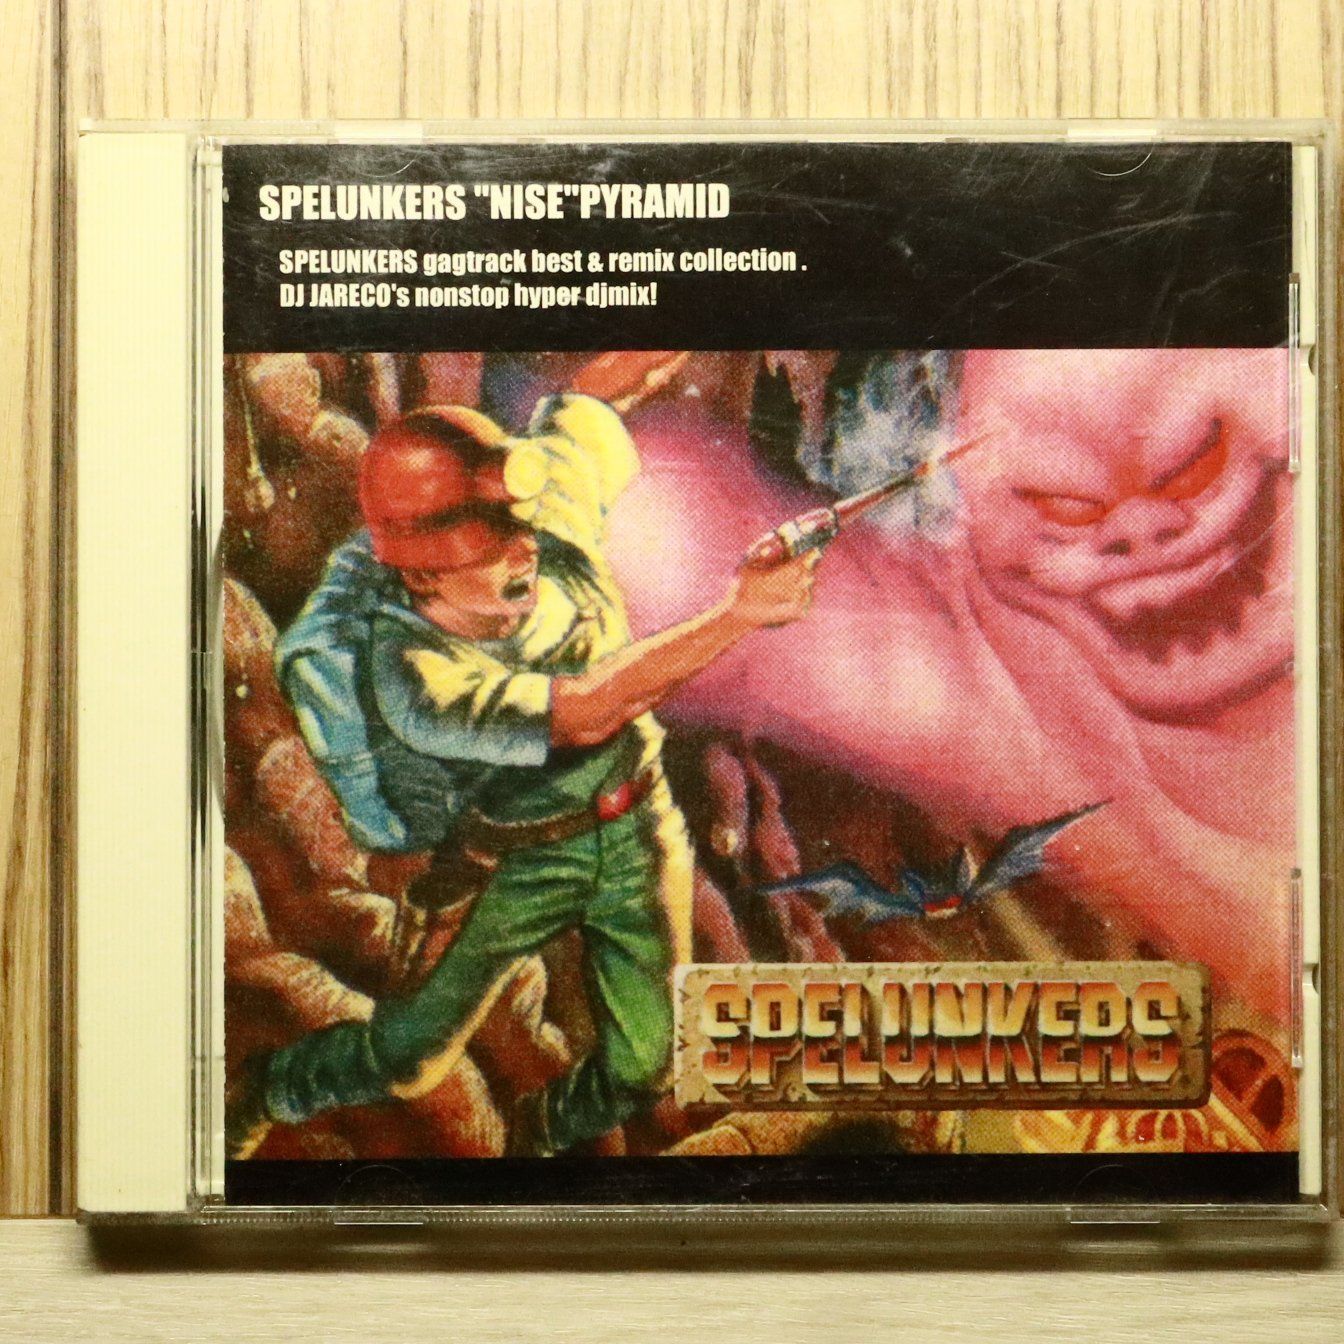 SPELUNKERS "NISE"PYRAMID
SPELUNKERS gagtrack best & remix collection .
DJ JARECO's nonstop hyper djmix!
SPELUNKERS